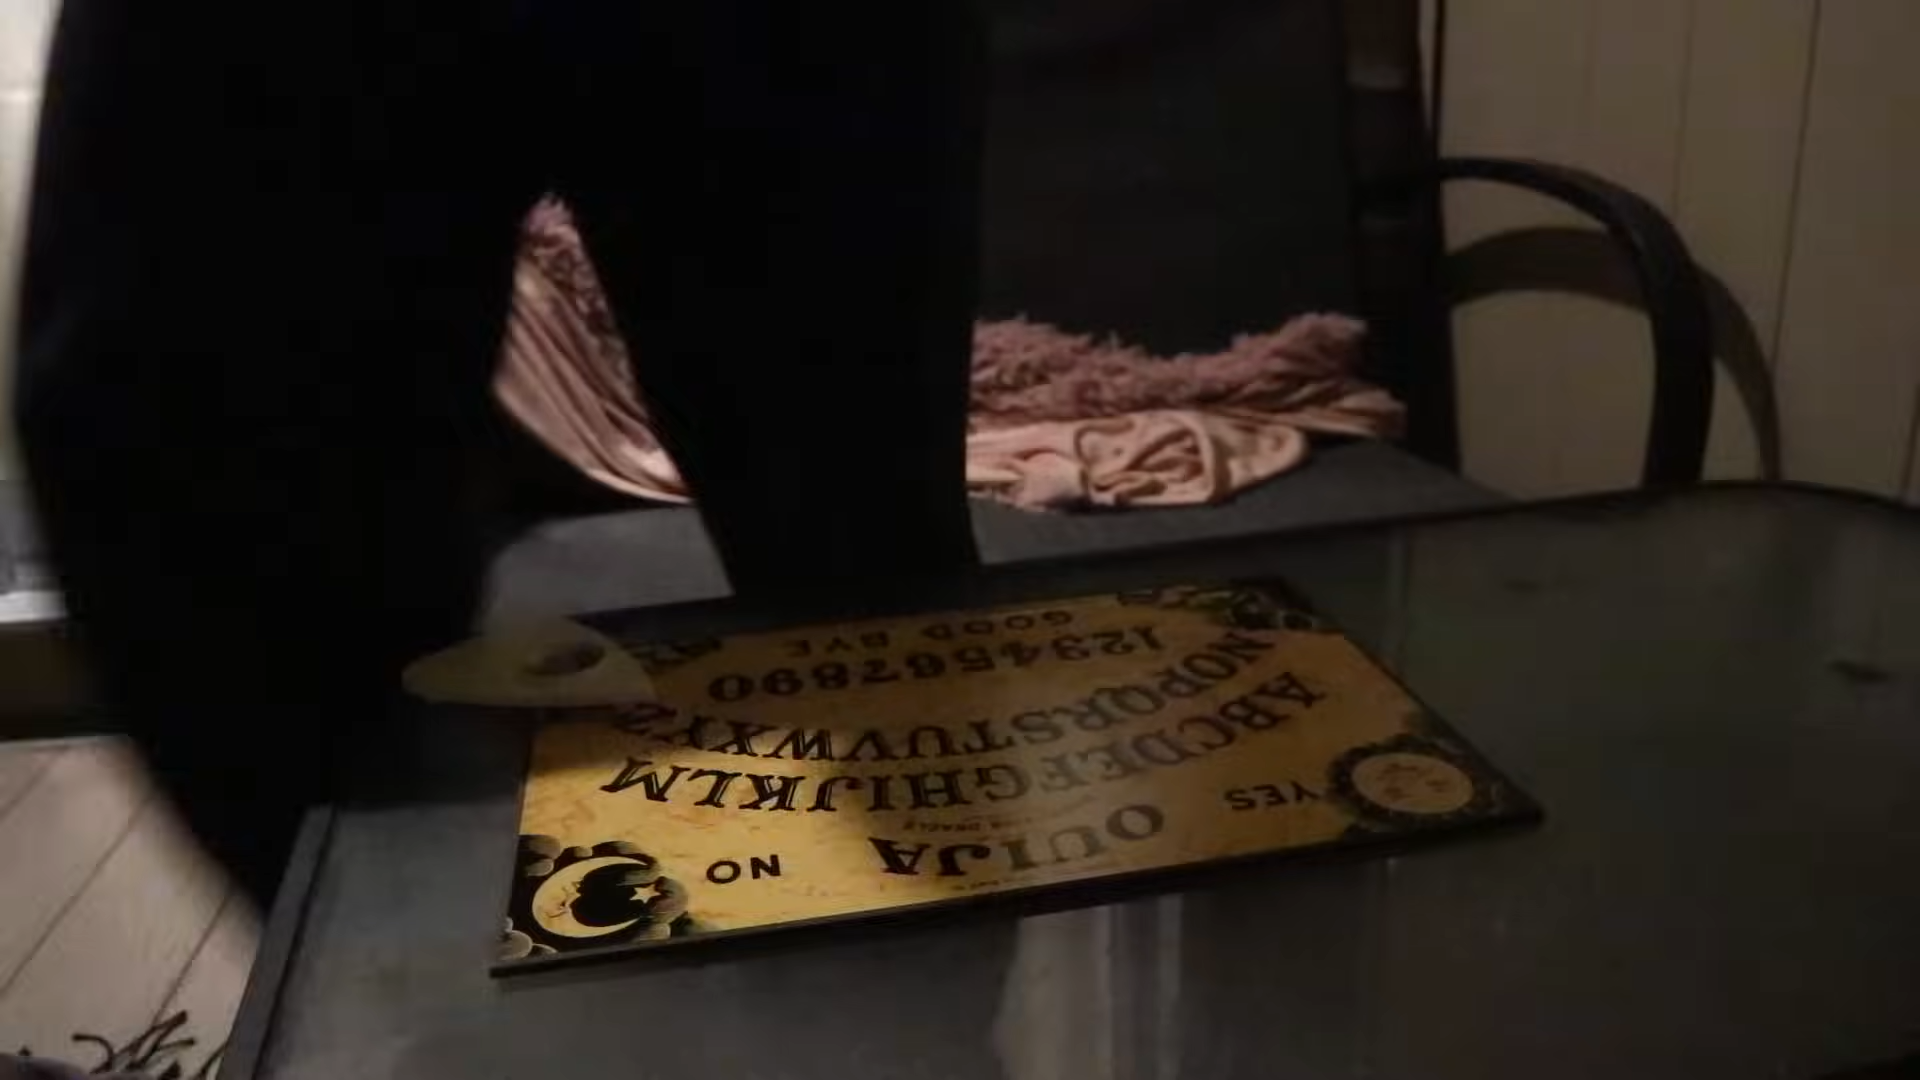 OUIJA
YES
NO
ABCDEFGHIJKLM
NOPQRSTUVWXYZ
1234567890
GOOD BYE